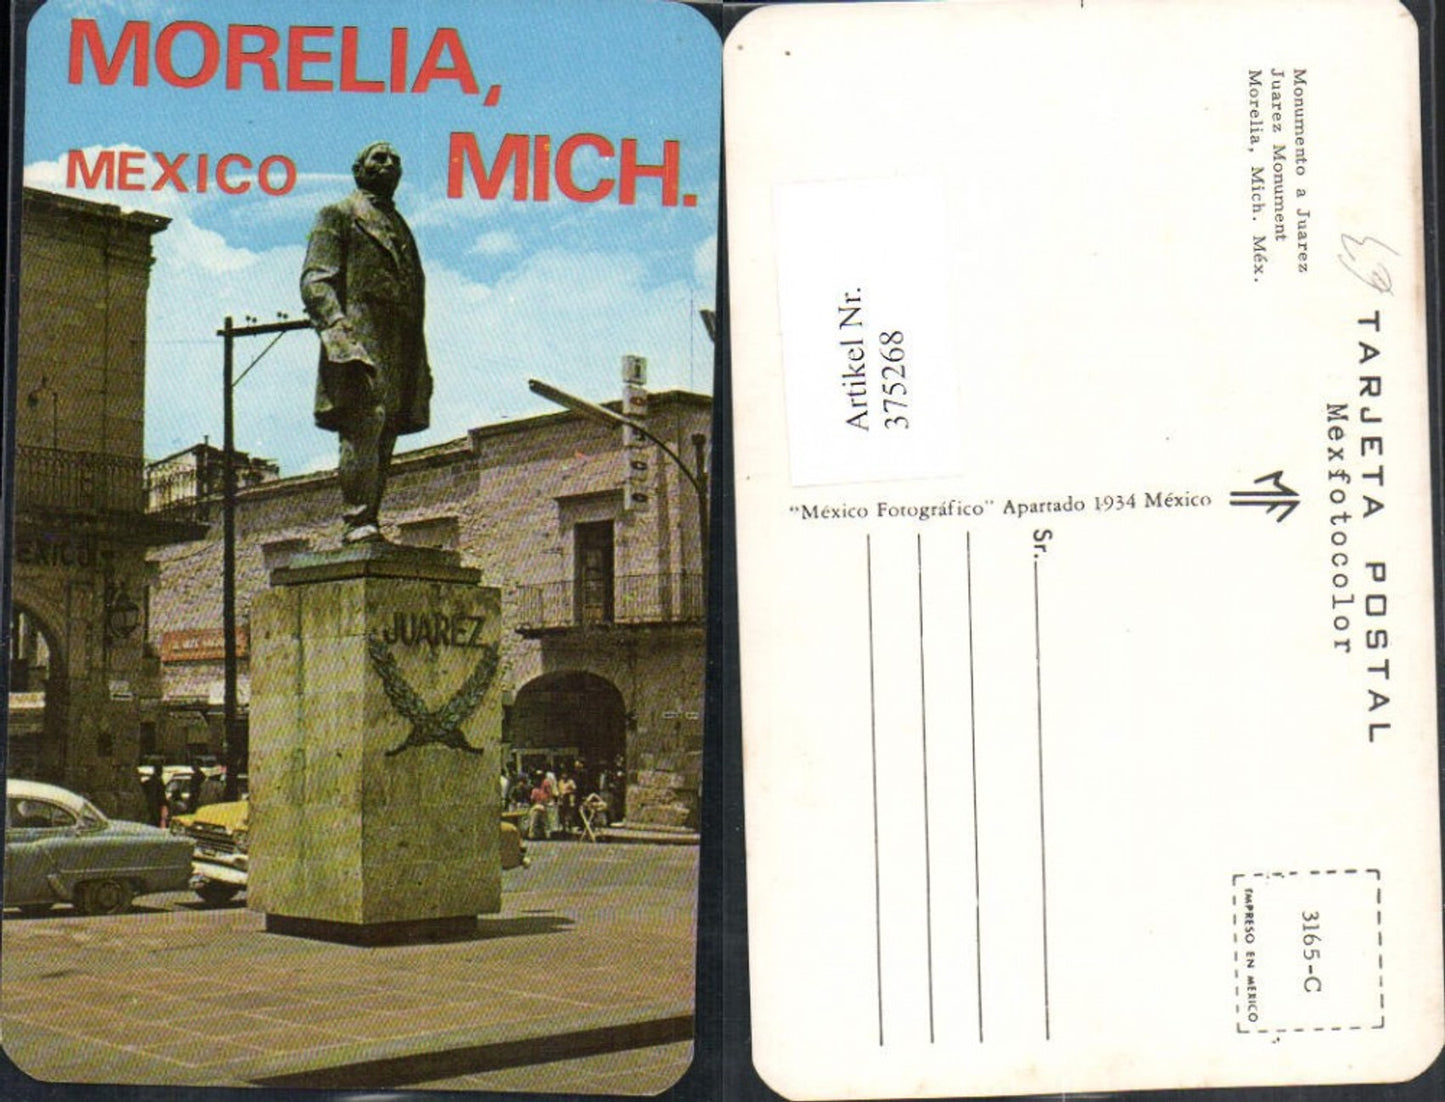 MORELIA,
MEXICO MICH.
JUAREZ
Monumento a Juarez
Juarez Monument
Morelia, Mich. Méx.
TARJETA POSTAL
Mexfotocolor
Artikel Nr.
375268
"México Fotográfico" Apartado 1934 México
Sr.
3165-C
IMPRESO EN MEXICO